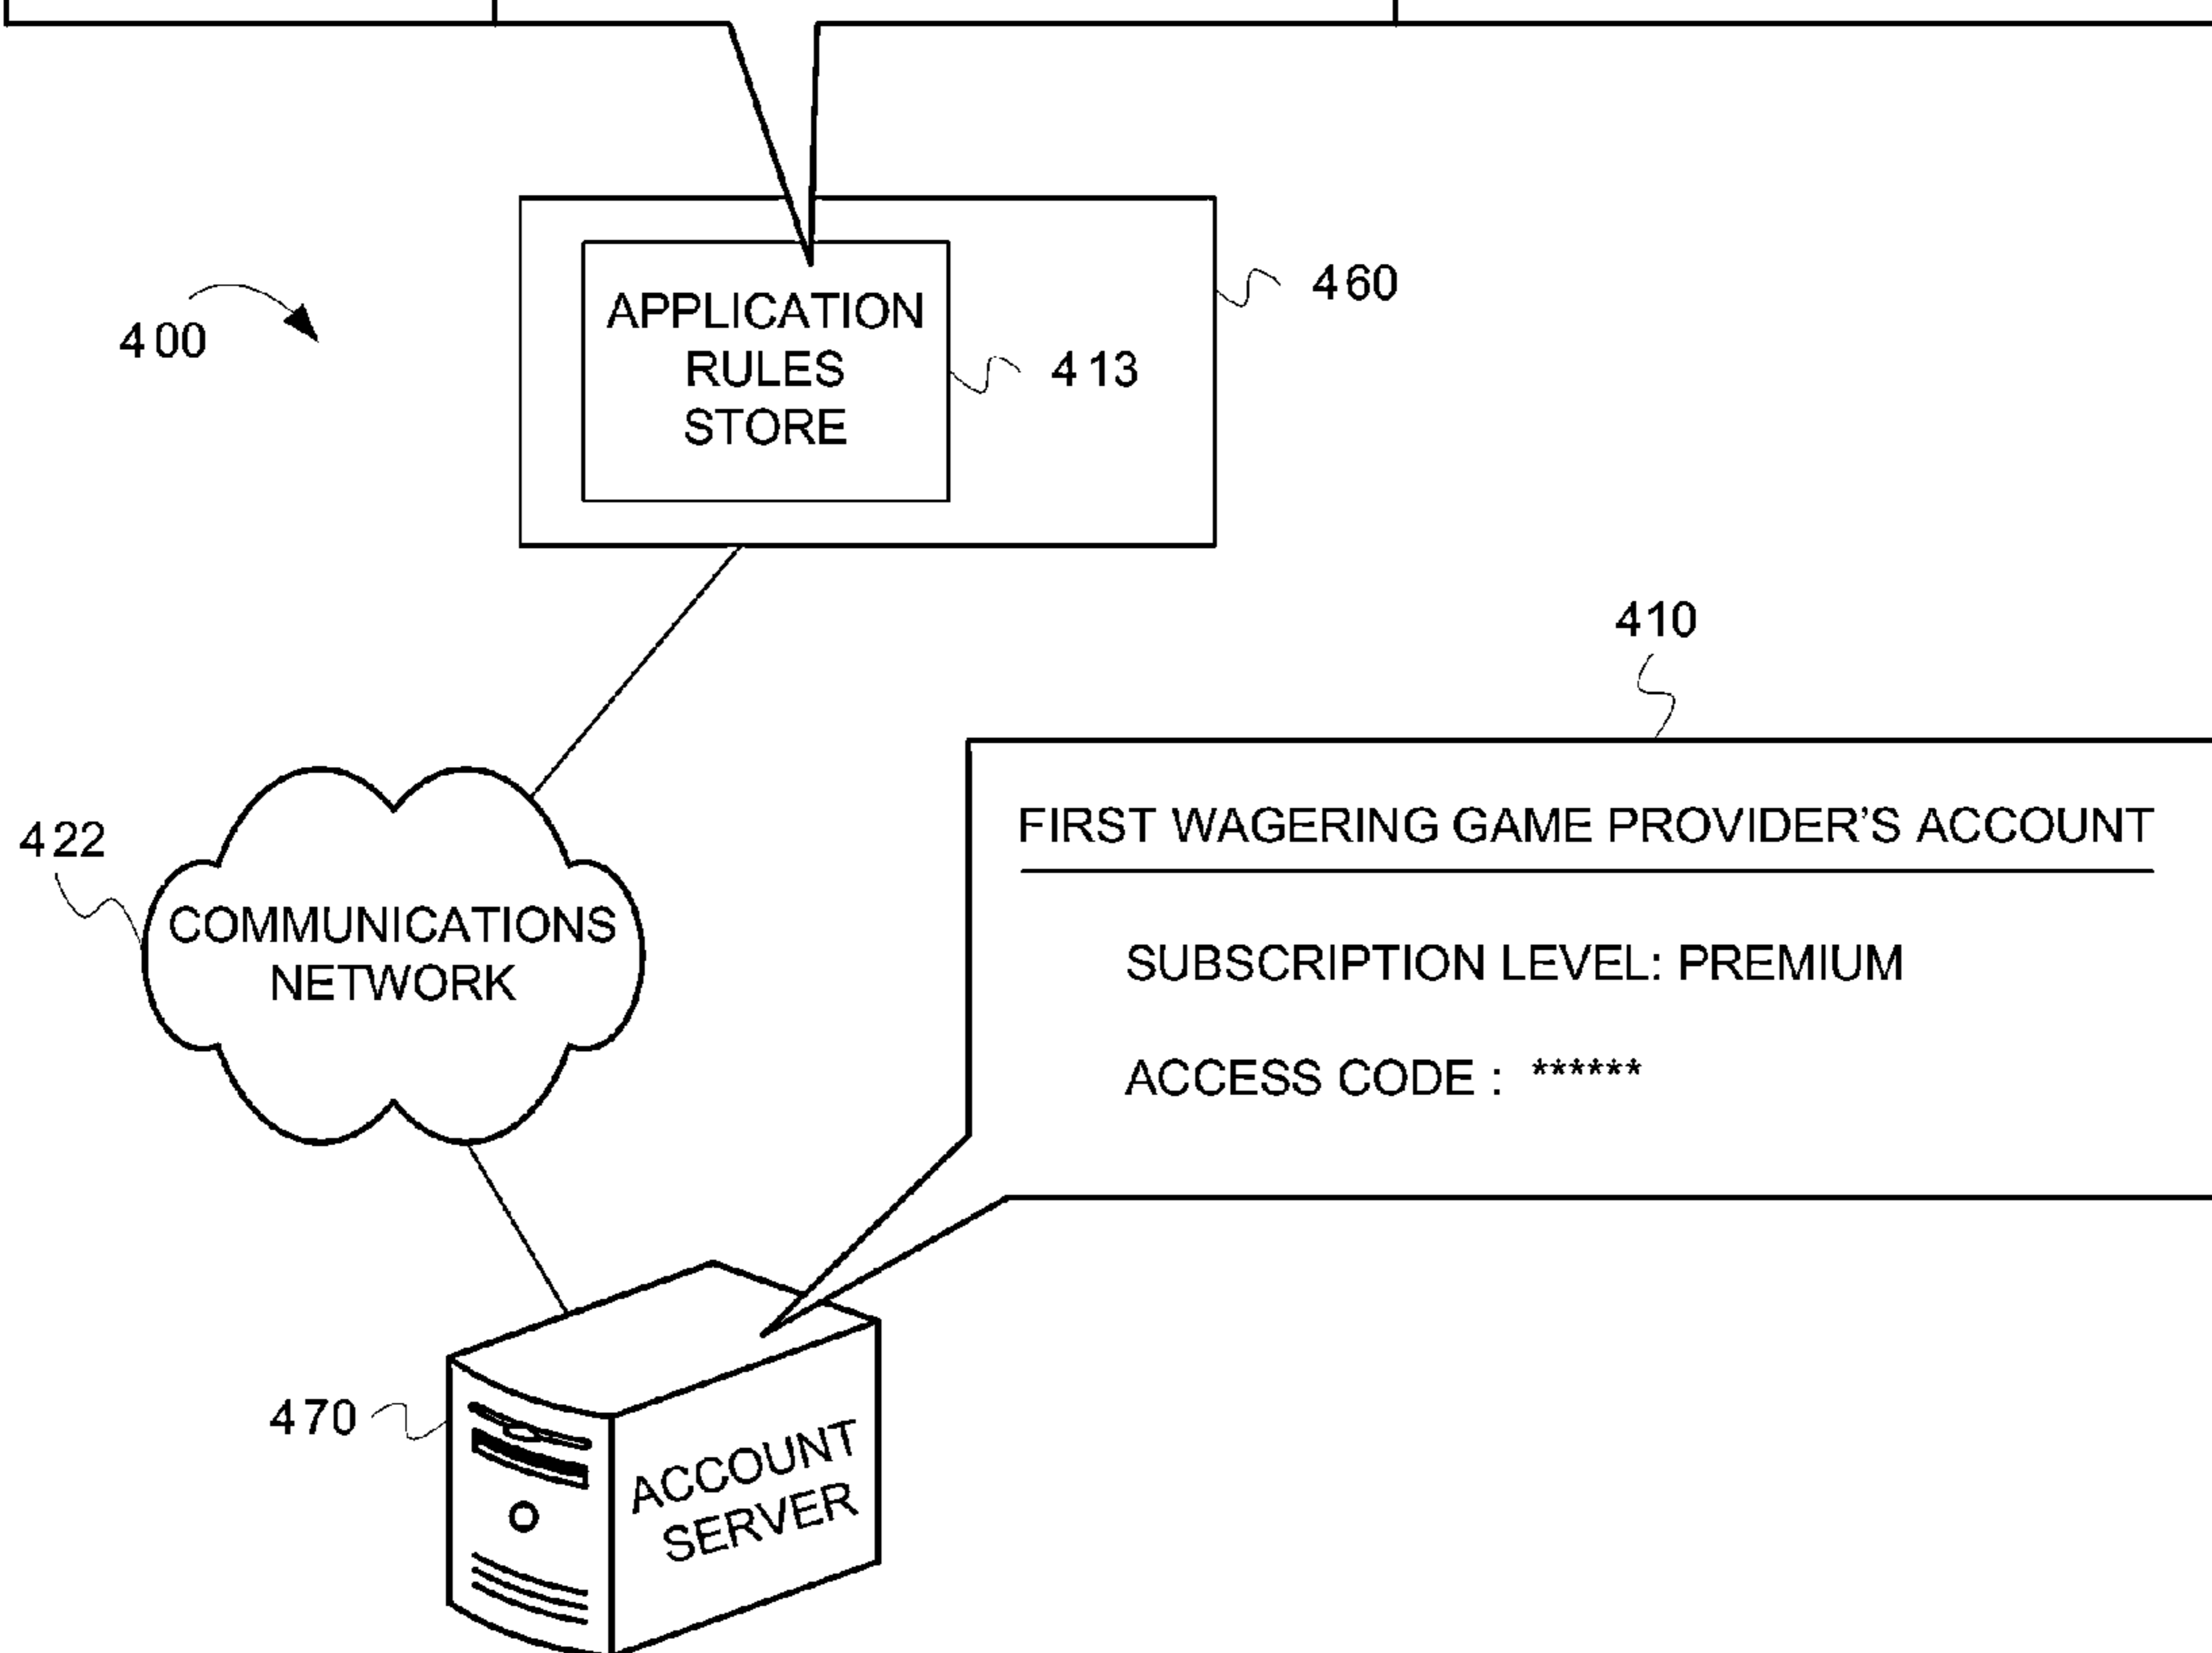 400
APPLICATION
RULES
STORE
460
413
410
422
COMMUNICATIONS
NETWORK
FIRST WAGERING GAME PROVIDER'S ACCOUNT
SUBSCRIPTION LEVEL: PREMIUM
ACCESS CODE : ******
470
ACCOUNT
SERVER